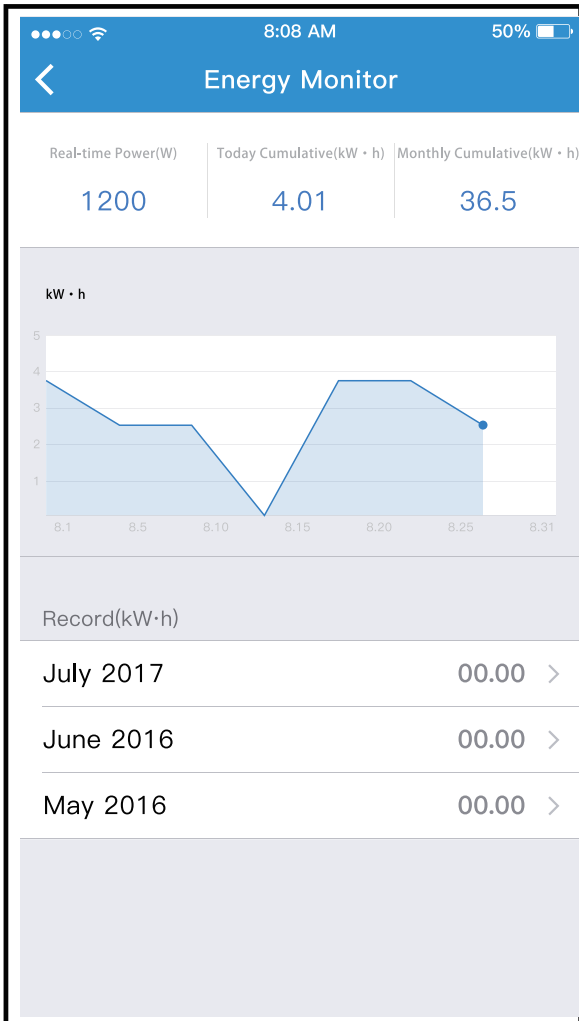 8:08 AM 50%
Energy Monitor
Real-time Power(W) Today Cumulative(kW・h) Monthly Cumulative(kW・h)
1200 4.01 36.5
kW・h
5
4
3
2
1
8.1 8.5 8.10 8.15 8.20 8.25 8.31
Record(kW·h)
July 2017 00.00
June 2016 00.00
May 2016 00.00